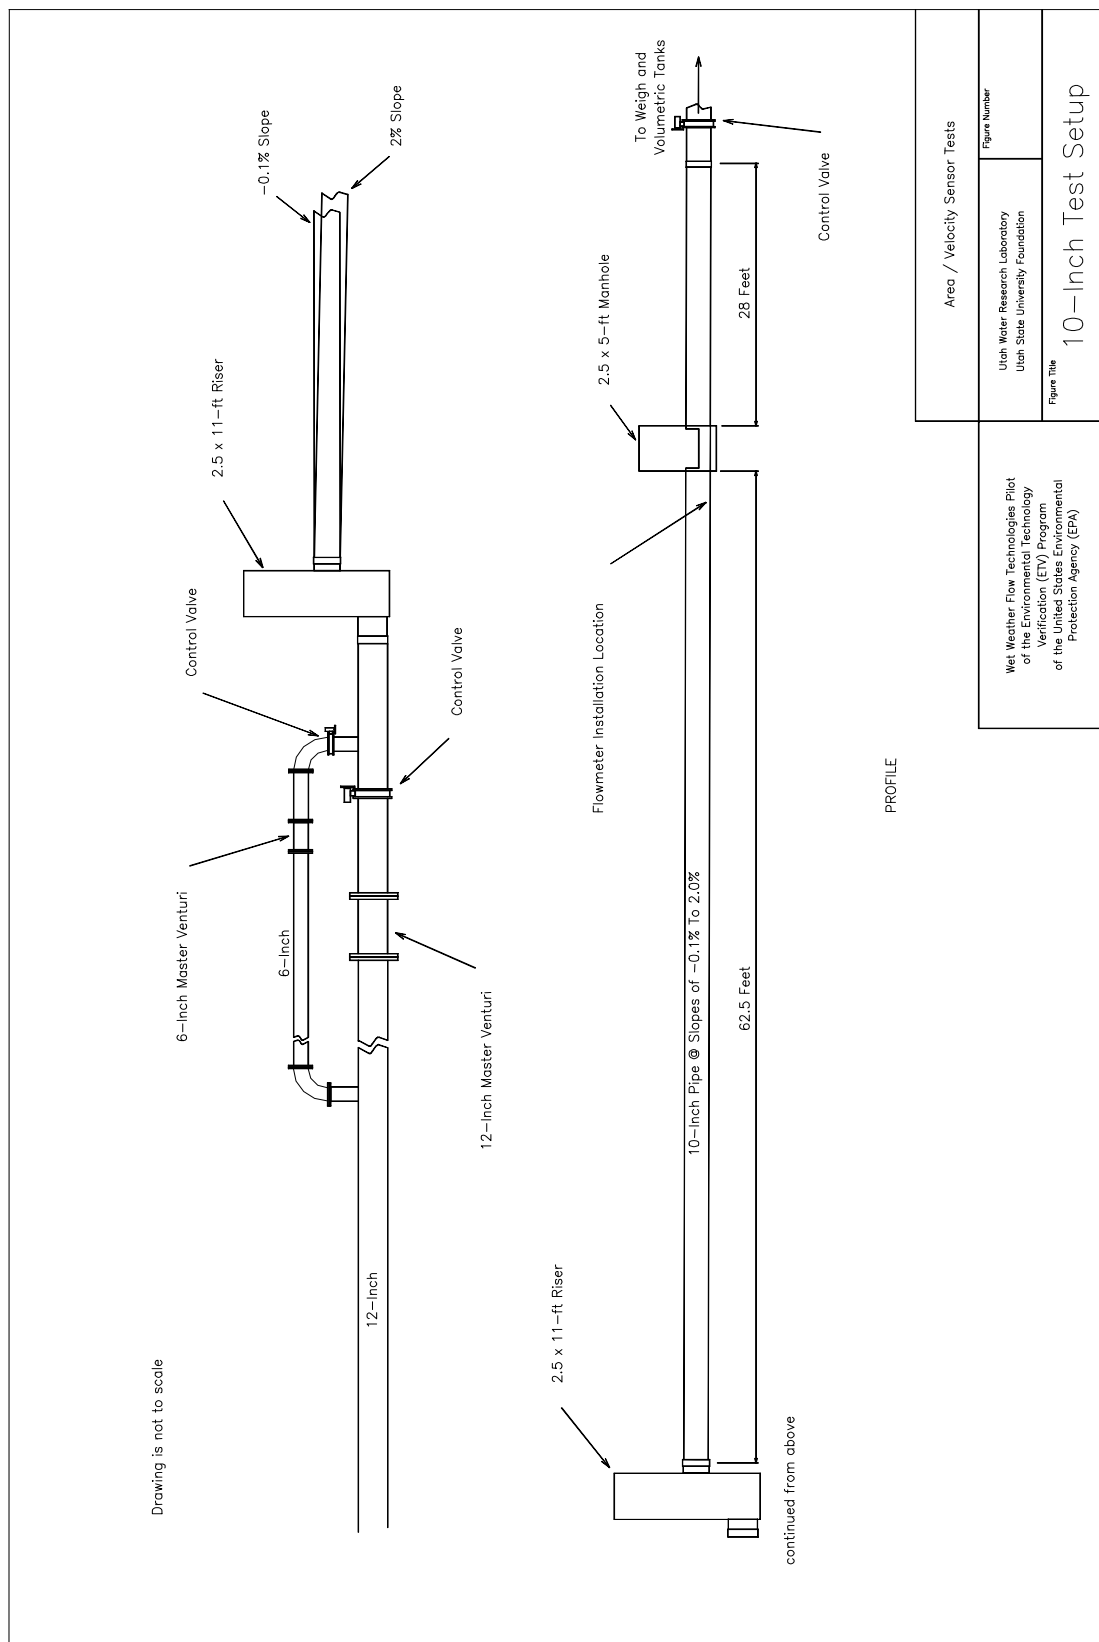 Drawing is not to scale
12-Inch
6-Inch Master Venturi
6-Inch
12-Inch Master Venturi
Control Valve
Control Valve
2.5 x 11-ft Riser
-0.1% Slope
2% Slope
2.5 x 11-ft Riser
continued from above
10-Inch Pipe @ Slopes of -0.1% To 2.0%
62.5 Feet
Flowmeter Installation Location
2.5 x 5-ft Manhole
28 Feet
To Weigh and
Volumetric Tanks
Control Valve
PROFILE
Area / Velocity Sensor Tests
Wet Weather Flow Technologies Pilot
of the Environmental Technology
Verification (ETV) Program
of the United States Environmental
Protection Agency (EPA)
Utah Water Research Laboratory
Utah State University Foundation
Figure Number
Figure Title
10-Inch Test Setup